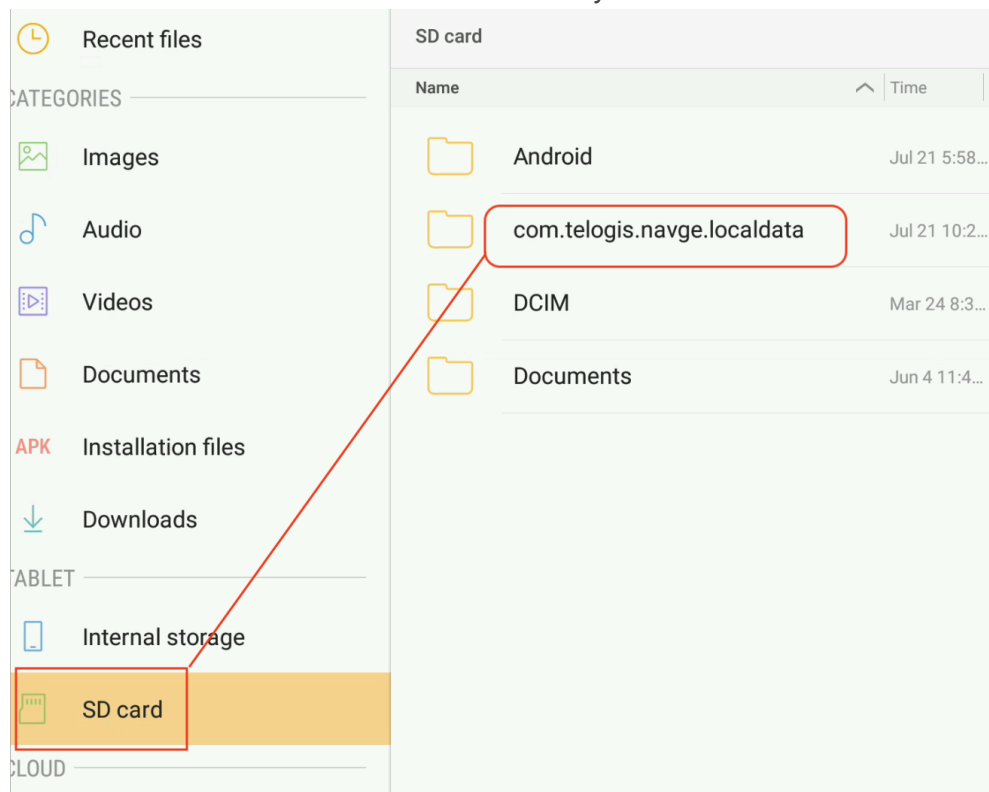 Recent files
CATEGORIES
Images
Audio
Videos
Documents
APK Installation files
Downloads
TABLET
Internal storage
SD card
CLOUD
SD card
Name Time
Android Jul 21 5:58...
com.telogis.navge.localdata Jul 21 10:2...
DCIM Mar 24 8:3...
Documents Jun 4 11:4...